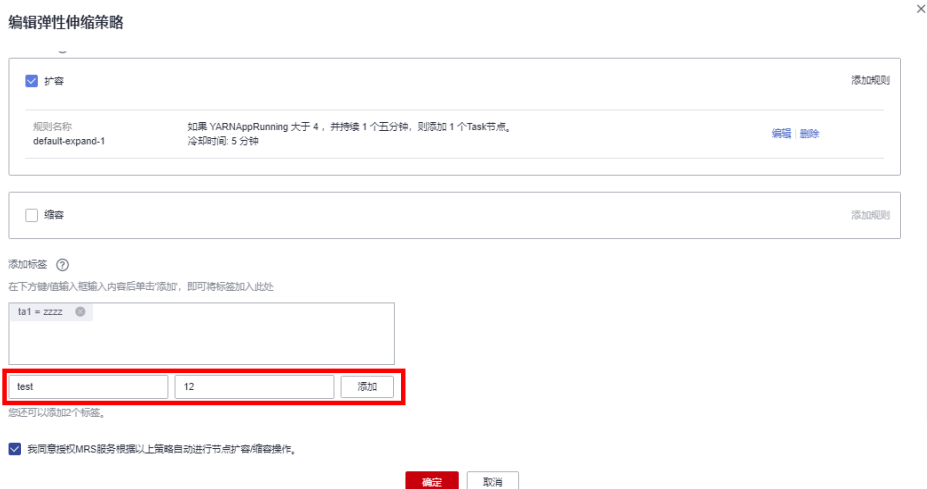 编辑弹性伸缩策略
扩容
添加规则
规则名称
default-expand-1
如果 YARNAppRunning 大于 4 ，并持续 1 个五分钟，则添加 1 个Task节点。
冷却时间: 5 分钟
编辑 | 删除
缩容
添加规则
添加标签
在下方键/值输入框输入内容后单击'添加'，即可将标签加入此处
ta1 = zzzz
test
12
添加
您还可以添加2个标签。
我同意授权MRS服务根据以上策略自动进行节点扩容/缩容操作。
确定
取消